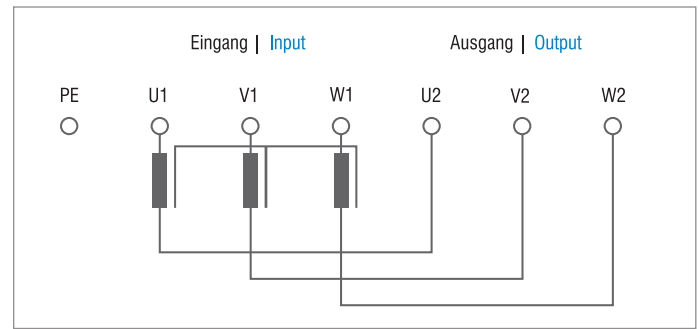 Eingang | Input Ausgang | Output
PE U1 V1 W1 U2 V2 W2